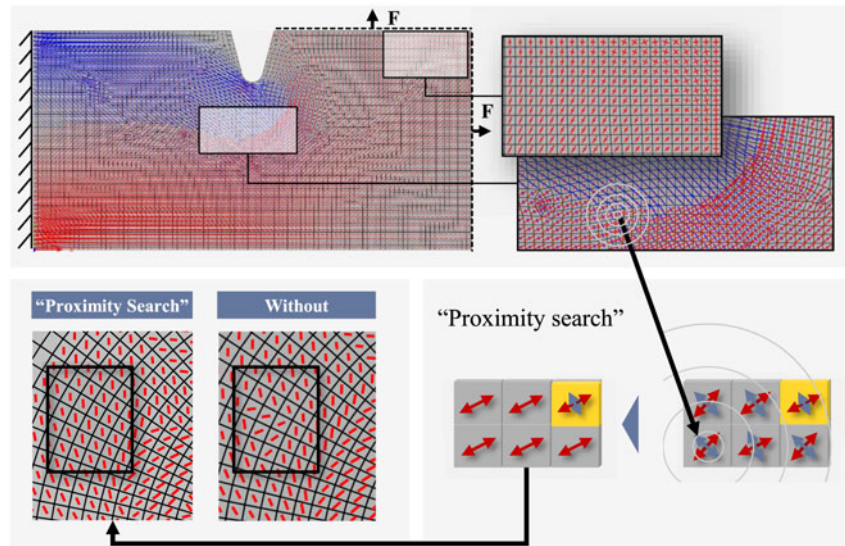 F
F
“Proximity Search”
Without
“Proximity search”